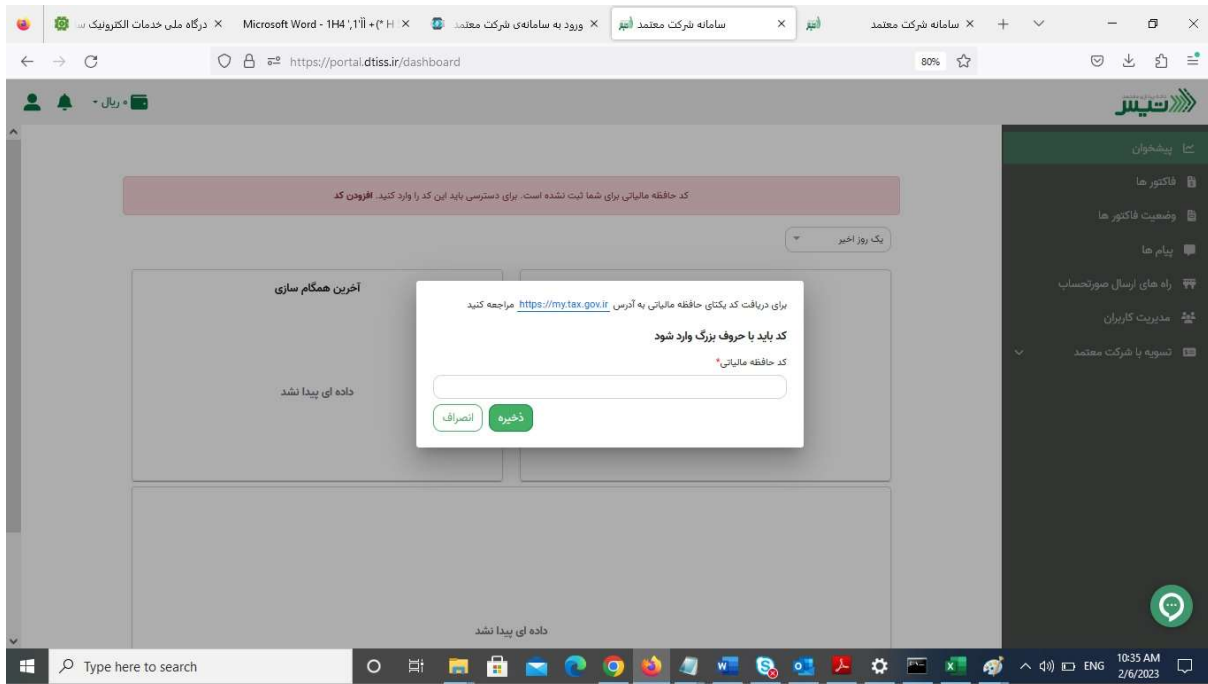 درگاه ملی خدمات الکترونیک س
Microsoft Word - 1H4 ',1'آآ +(* H
ورود به سامانه‌ی شرکت معتمد
سامانه شرکت معتمد
سامانه شرکت معتمد
https://portal.dtiss.ir/dashboard
80%
۰ ریال
تیس
پیشخوان
فاکتور ها
وضعیت فاکتور ها
پیام ها
راه های ارسال صورتحساب
مدیریت کاربران
تسویه با شرکت معتمد
کد حافظه مالیاتی برای شما ثبت نشده است. برای دسترسی باید این کد را وارد کنید. افزودن کد
یک روز اخیر
آخرین همگام سازی
داده ای پیدا نشد
برای دریافت کد یکتای حافظه مالیاتی به آدرس https://my.tax.gov.ir مراجعه کنید
کد باید با حروف بزرگ وارد شود
کد حافظه مالیاتی*
ذخیره
انصراف
داده ای پیدا نشد
Type here to search
ENG
10:35 AM
2/6/2023